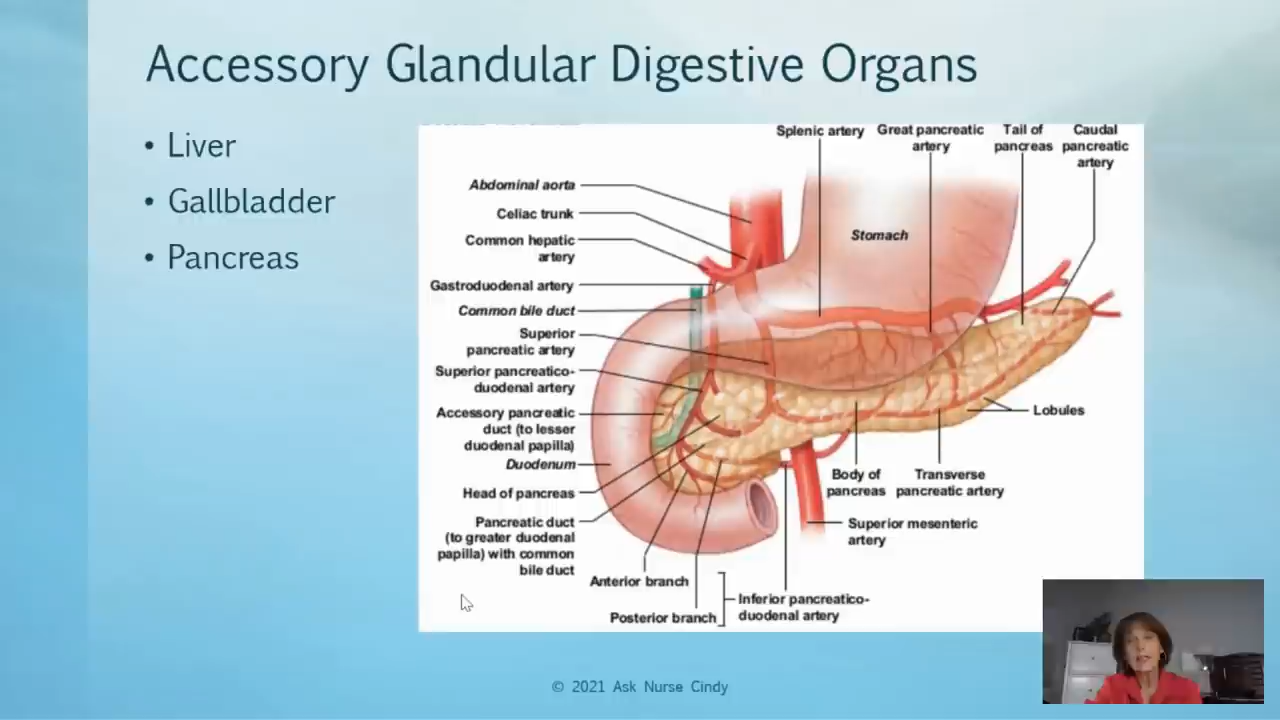 Accessory Glandular Digestive Organs
• Liver
• Gallbladder
• Pancreas
Splenic artery
Great pancreatic
artery
Tail of
pancreas
Caudal
pancreatic
artery
Abdominal aorta
Celiac trunk
Common hepatic
artery
Gastroduodenal artery
Common bile duct
Superior
pancreatic artery
Superior pancreatico-
duodenal artery
Accessory pancreatic
duct (to lesser
duodenal papilla)
Duodenum
Head of pancreas
Pancreatic duct
(to greater duodenal
papilla) with common
bile duct
Stomach
Lobules
Body of
pancreas
Transverse
pancreatic artery
Superior mesenteric
artery
Anterior branch
Posterior branch
Inferior pancreatico-
duodenal artery
© 2021 Ask Nurse Cindy